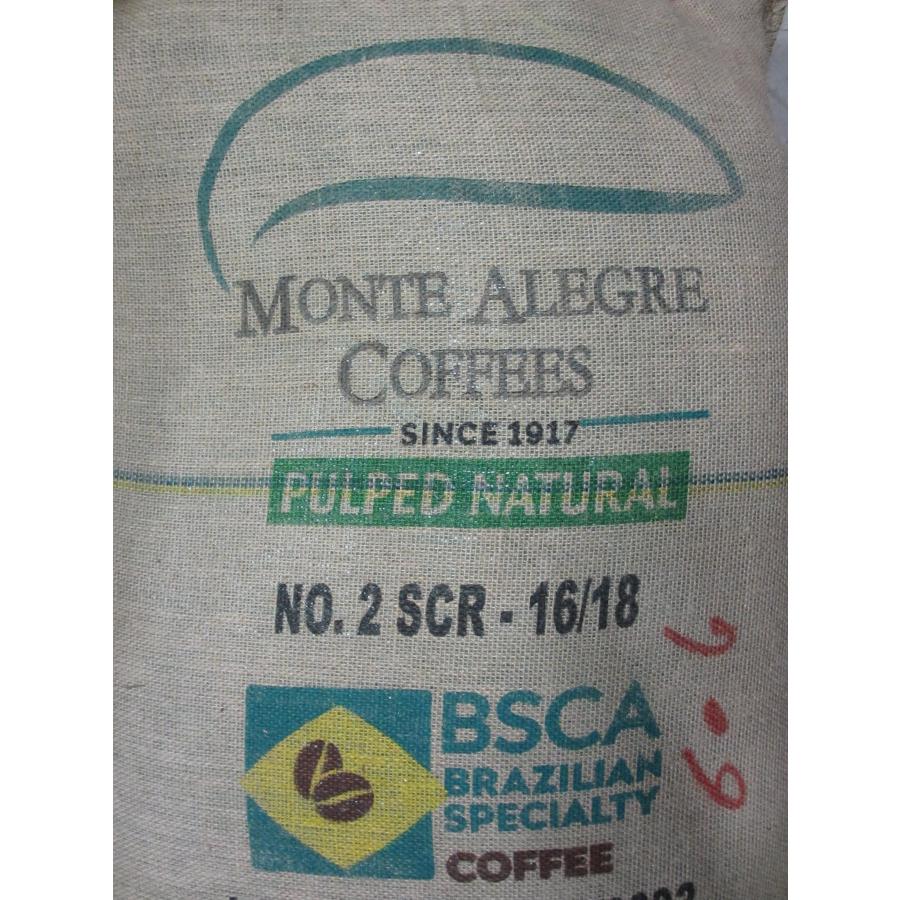 MONTE ALEGRE
COFFEES
SINCE 1917
PULPED NATURAL
NO. 2 SCR - 16/18
BSCA
BRAZILIAN
SPECIALTY
COFFEE